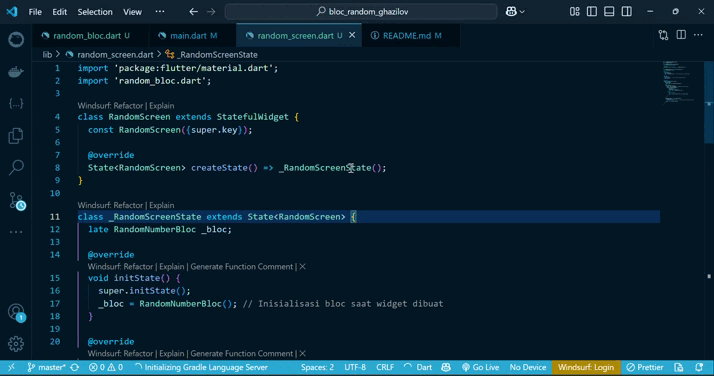 File Edit Selection View ··· bloc_random_ghazilov
random_bloc.dart U main.dart M random_screen.dart U README.md M
lib > random_screen.dart > _RandomScreenState
1 import 'package:flutter/material.dart';
2 import 'random_bloc.dart';
3
Windsurf: Refactor | Explain
4 class RandomScreen extends StatefulWidget {
5 const RandomScreen({super.key});
6
7 @override
8 State<RandomScreen> createState() => _RandomScreenState();
9 }
10
Windsurf: Refactor | Explain
11 class _RandomScreenState extends State<RandomScreen> {
12 late RandomNumberBloc _bloc;
13
14 @override
Windsurf: Refactor | Explain | Generate Function Comment | ×
15 void initState() {
16 super.initState();
17 _bloc = RandomNumberBloc(); // Inisialisasi bloc saat widget dibuat
18 }
19
20 @override
Windsurf: Refactor | Explain | Generate Function Comment | ×
master* 0 0 Initializing Gradle Language Server Spaces: 2 UTF-8 CRLF Dart Go Live No Device Windsurf: Login Prettier